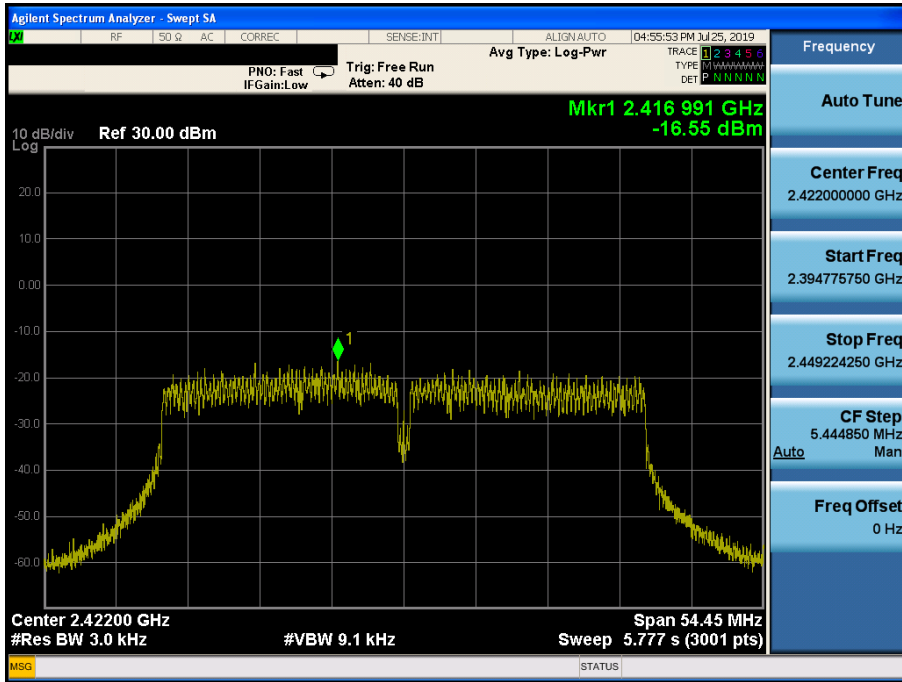 Agilent Spectrum Analyzer - Swept SA
LXI RF 50 Ω AC CORREC SENSE:INT ALIGN AUTO 04:55:53 PM Jul 25, 2019
Frequency
Avg Type: Log-Pwr TRACE 1 2 3 4 5 6
PNO: Fast Trig: Free Run TYPE M WWWWW
IFGain:Low Atten: 40 dB DET P N N N N N
Auto Tune
Mkr1 2.416 991 GHz
-16.55 dBm
10 dB/div Ref 30.00 dBm
Log
20.0
10.0
0.00
-10.0
-20.0
-30.0
-40.0
-50.0
-60.0
1
Center Freq
2.422000000 GHz
Start Freq
2.394775750 GHz
Stop Freq
2.449224250 GHz
CF Step
5.444850 MHz
Auto Man
Freq Offset
0 Hz
Center 2.42200 GHz Span 54.45 MHz
#Res BW 3.0 kHz #VBW 9.1 kHz Sweep 5.777 s (3001 pts)
MSG STATUS